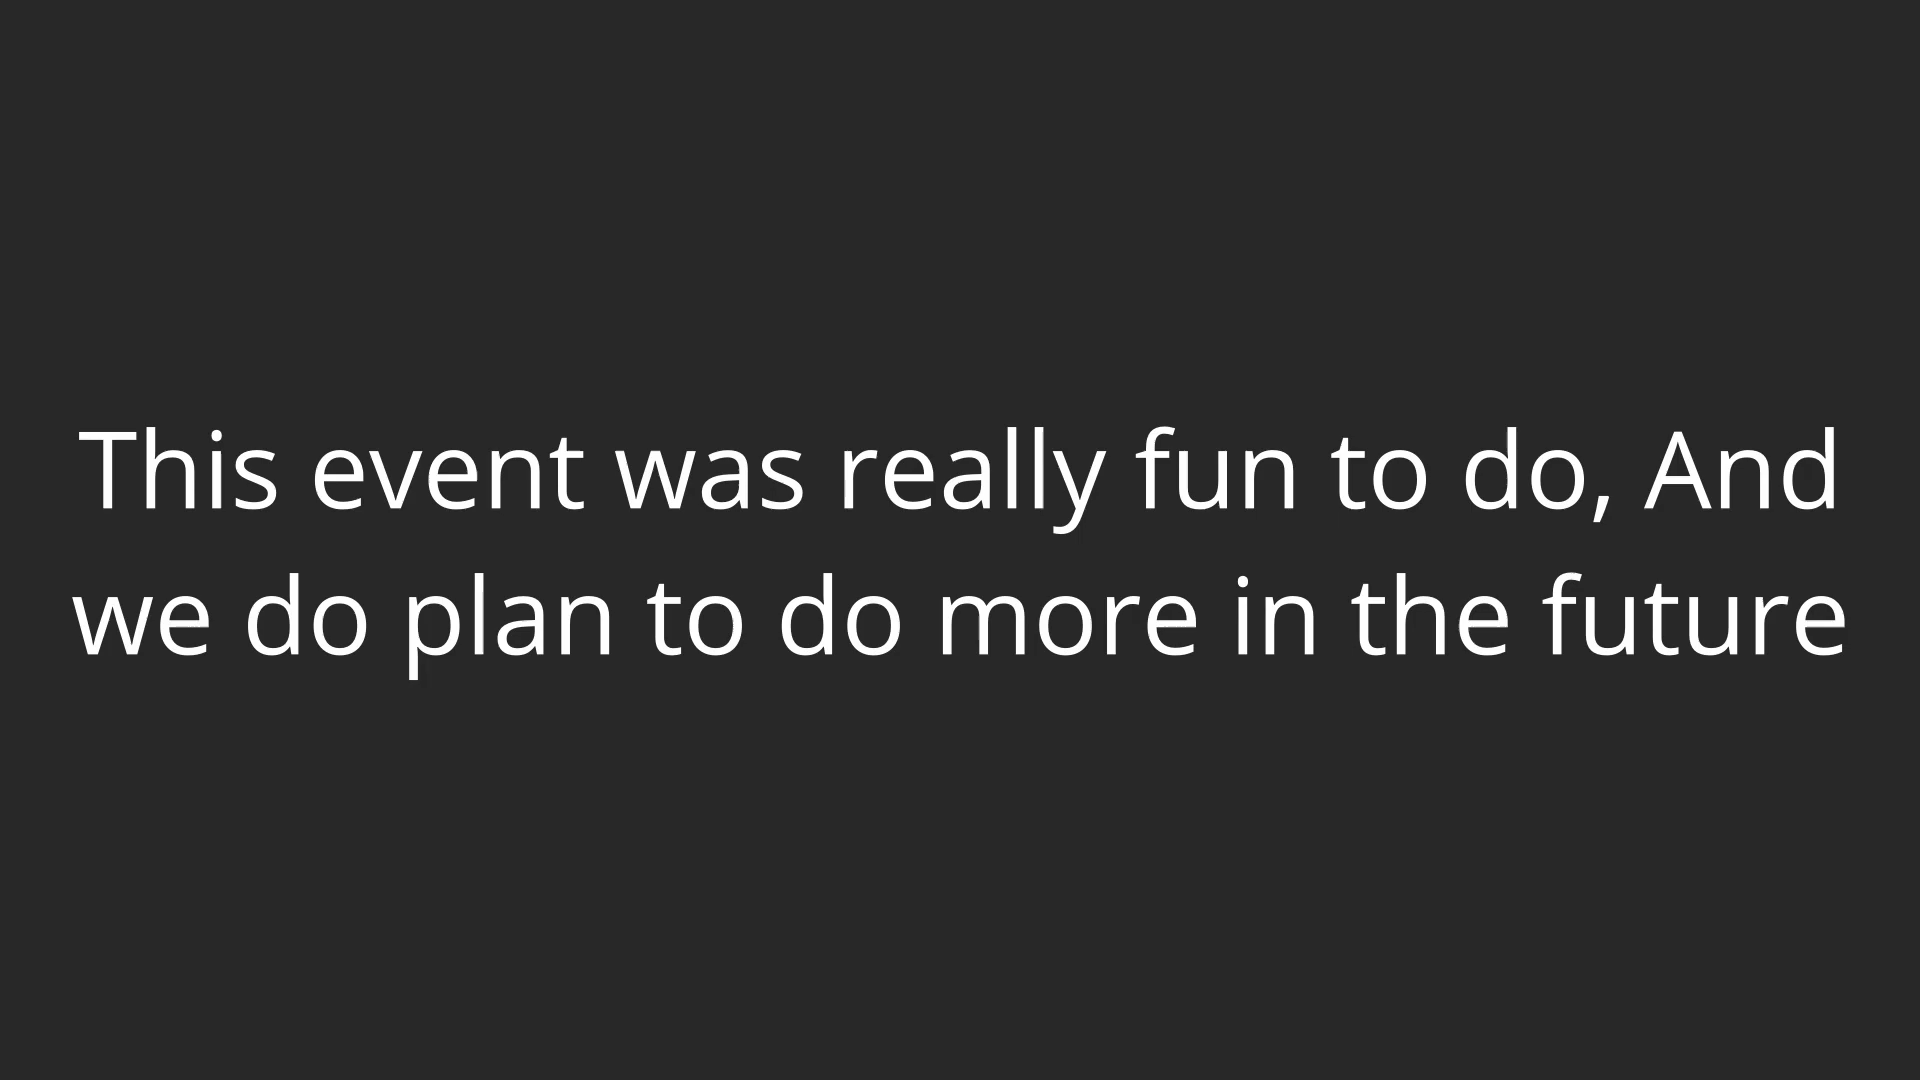 This event was really fun to do, And
we do plan to do more in the future